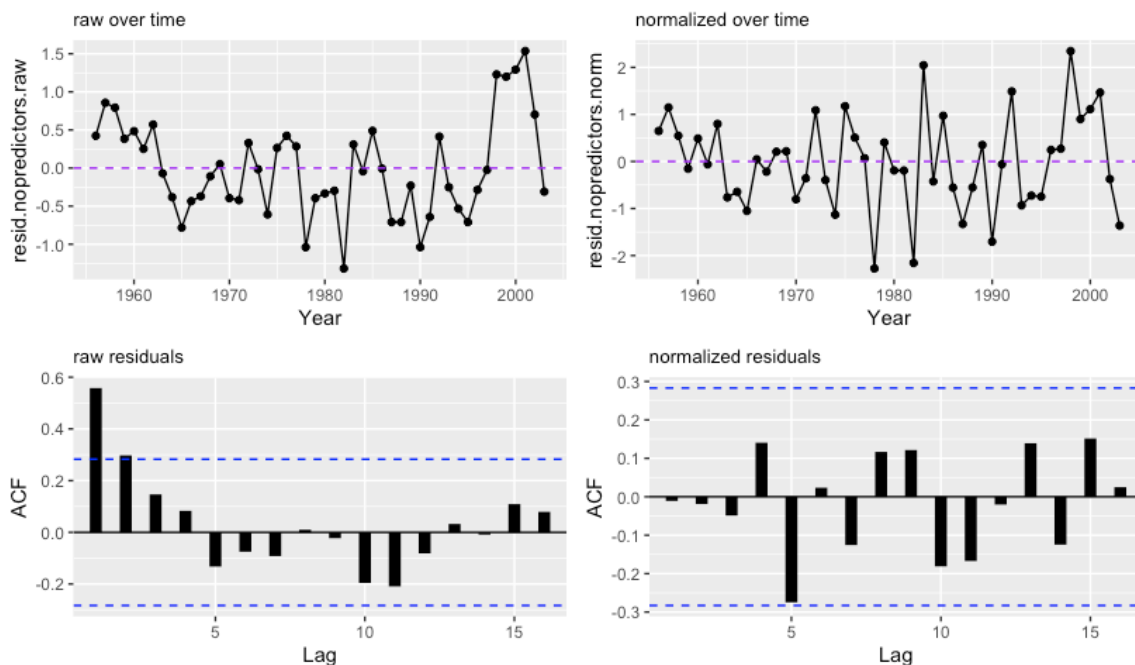 raw over time
resid.nopredictors.raw
1.5
1.0
0.5
0.0
-0.5
-1.0
1960 1970 1980 1990 2000
Year
normalized over time
resid.nopredictors.norm
2
1
0
-1
-2
1960 1970 1980 1990 2000
Year
raw residuals
ACF
0.6
0.4
0.2
0.0
-0.2
5 10 15
Lag
normalized residuals
ACF
0.3
0.2
0.1
0.0
-0.1
-0.2
-0.3
5 10 15
Lag